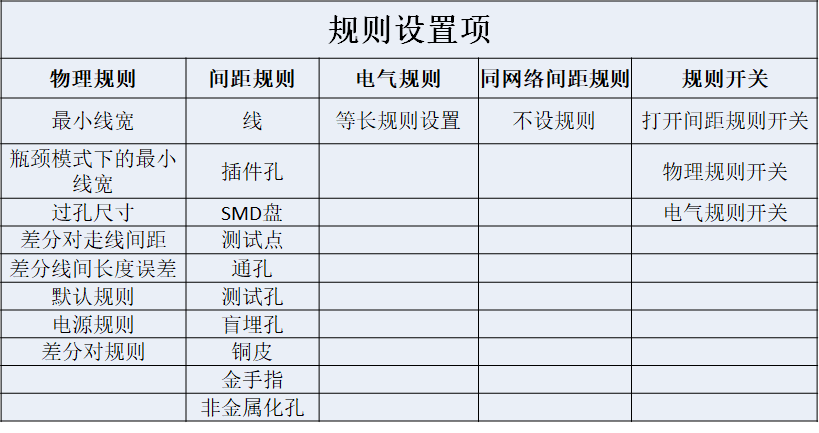 规则设置项
物理规则 间距规则 电气规则 同网络间距规则 规则开关
最小线宽 线 等长规则设置 不设规则 打开间距规则开关
瓶颈模式下的最小
线宽 插件孔 物理规则开关
过孔尺寸 SMD盘 电气规则开关
差分对走线间距 测试点
差分线间长度误差 通孔
默认规则 测试孔
电源规则 盲埋孔
差分对规则 铜皮
金手指
非金属化孔